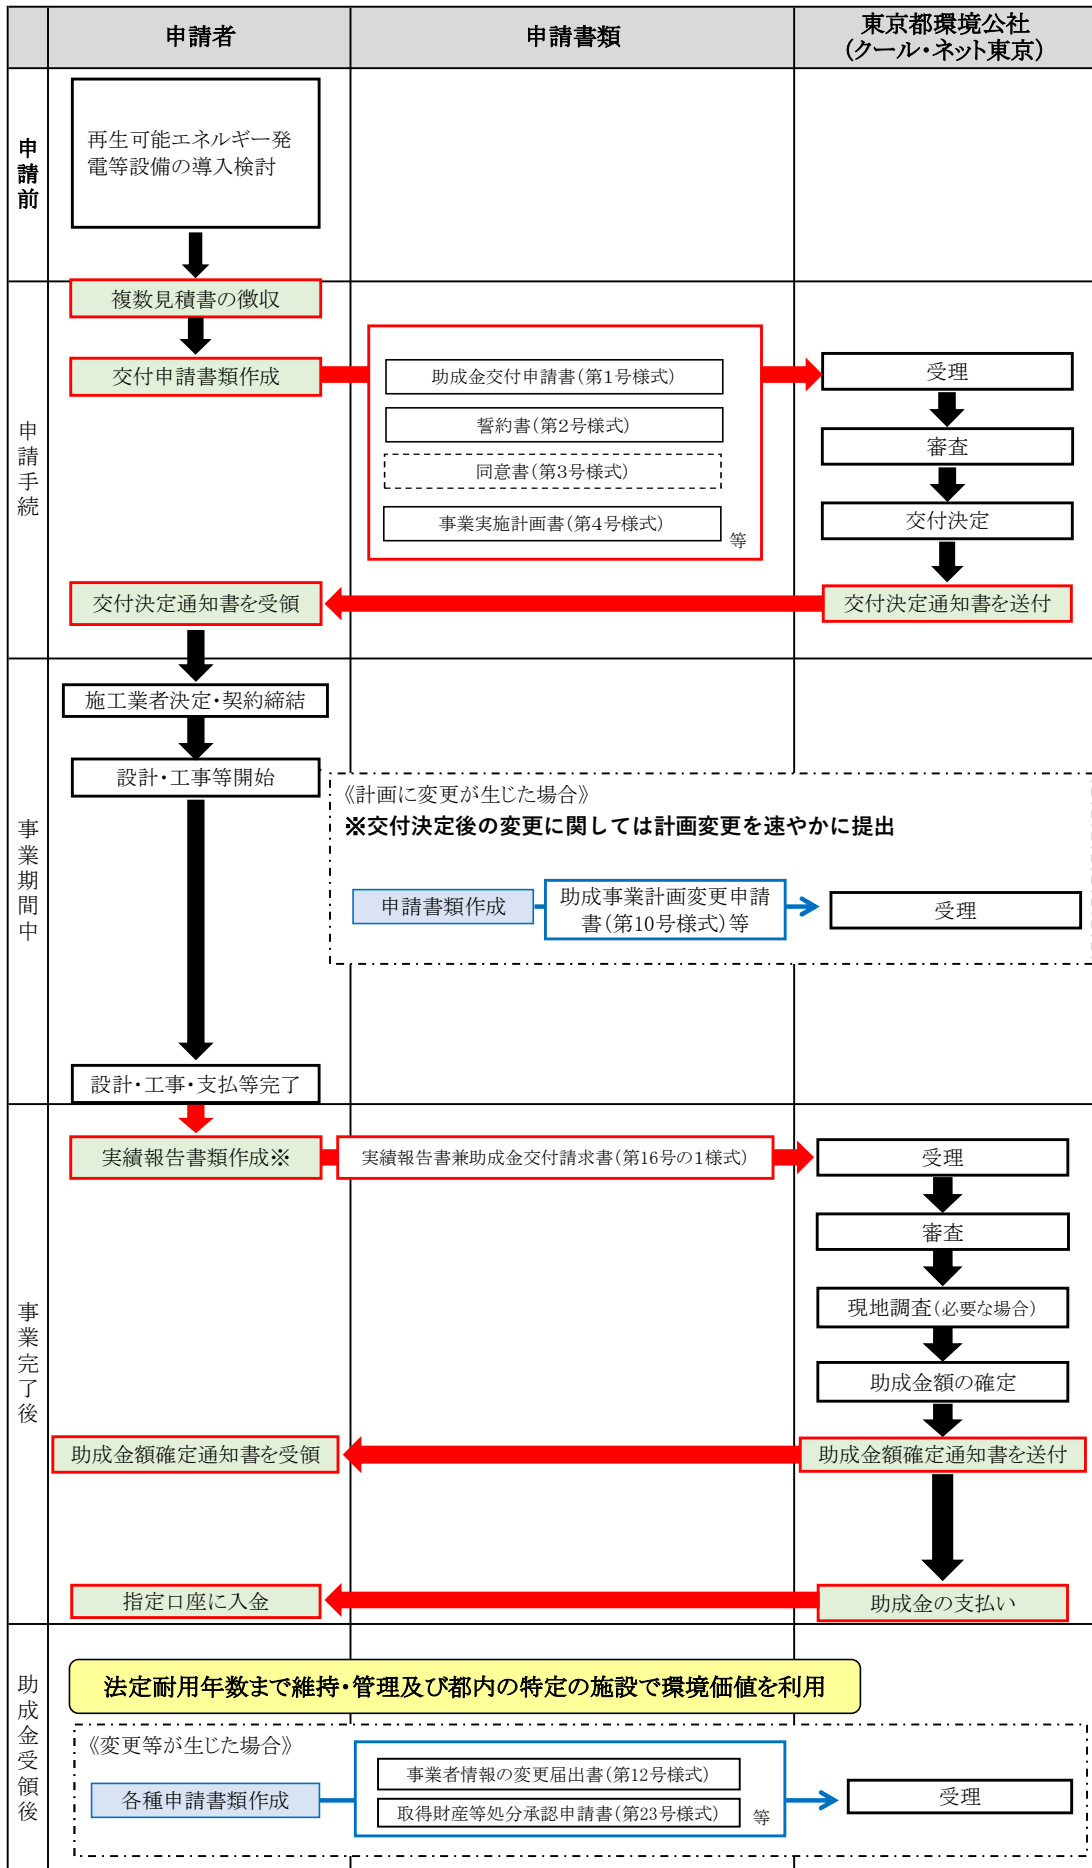 申請者
申請書類
東京都環境公社
(クール・ネット東京)
申請前
再生可能エネルギー発
電等設備の導入検討
申請手続
複数見積書の徴収
交付申請書類作成
助成金交付申請書(第1号様式)
誓約書(第2号様式)
同意書(第3号様式)
事業実施計画書(第4号様式)
等
受理
審査
交付決定
交付決定通知書を受領
交付決定通知書を送付
事業期間中
施工業者決定・契約締結
設計・工事等開始
《計画に変更が生じた場合》
※交付決定後の変更に関しては計画変更を速やかに提出
申請書類作成
助成事業計画変更申請
書(第10号様式)等
受理
設計・工事・支払等完了
事業完了後
実績報告書類作成※
実績報告書兼助成金交付請求書(第16号の1様式)
受理
審査
現地調査(必要な場合)
助成金額の確定
助成金額確定通知書を受領
助成金額確定通知書を送付
指定口座に入金
助成金の支払い
助成金受領後
法定耐用年数まで維持・管理及び都内の特定の施設で環境価値を利用
《変更等が生じた場合》
各種申請書類作成
事業者情報の変更届出書(第12号様式)
取得財産等処分承認申請書(第23号様式)
等
受理